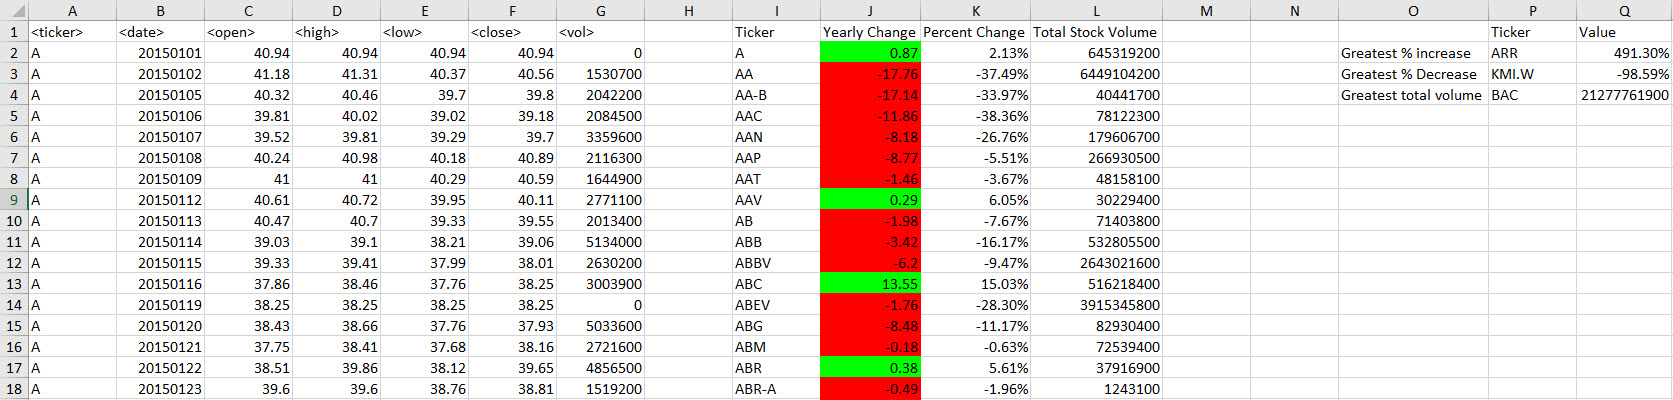 A B C D E F G H I J K L M N O P Q
1 <ticker> <date> <open> <high> <low> <close> <vol> Ticker Yearly Change Percent Change Total Stock Volume Ticker Value
2 A 20150101 40.94 40.94 40.94 40.94 0 A 0.87 2.13% 645319200 Greatest % increase ARR 491.30%
3 A 20150102 41.18 41.31 40.37 40.56 1530700 AA -17.76 -37.49% 6449104200 Greatest % Decrease KMI.W -98.59%
4 A 20150105 40.32 40.46 39.7 39.8 2042200 AA-B -17.14 -33.97% 40441700 Greatest total volume BAC 21277761900
5 A 20150106 39.81 40.02 39.02 39.18 2084500 AAC -11.86 -38.36% 78122300
6 A 20150107 39.52 39.81 39.29 39.7 3359600 AAN -8.18 -26.76% 179606700
7 A 20150108 40.24 40.98 40.18 40.89 2116300 AAP -8.77 -5.51% 266930500
8 A 20150109 41 41 40.29 40.59 1644900 AAT -1.46 -3.67% 48158100
9 A 20150112 40.61 40.72 39.95 40.11 2771100 AAV 0.29 6.05% 30229400
10 A 20150113 40.47 40.7 39.33 39.55 2013400 AB -1.98 -7.67% 71403800
11 A 20150114 39.03 39.1 38.21 39.06 5134000 ABB -3.42 -16.17% 532805500
12 A 20150115 39.33 39.41 37.99 38.01 2630200 ABBV -6.2 -9.47% 2643021600
13 A 20150116 37.86 38.46 37.76 38.25 3003900 ABC 13.55 15.03% 516218400
14 A 20150119 38.25 38.25 38.25 38.25 0 ABEV -1.76 -28.30% 3915345800
15 A 20150120 38.43 38.66 37.76 37.93 5033600 ABG -8.48 -11.17% 82930400
16 A 20150121 37.75 38.41 37.68 38.16 2721600 ABM -0.18 -0.63% 72539400
17 A 20150122 38.51 39.86 38.12 39.65 4856500 ABR 0.38 5.61% 37916900
18 A 20150123 39.6 39.6 38.76 38.81 1519200 ABR-A -0.49 -1.96% 1243100